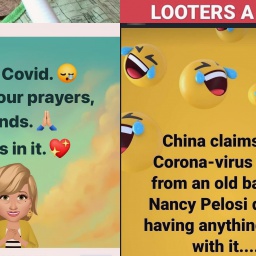 Covid. 😪
our prayers,
nds. 🙏🏻
s in it. 💖
LOOTERS A
China claims
Corona-virus
from an old ba
Nancy Pelosi d
having anything
with it....